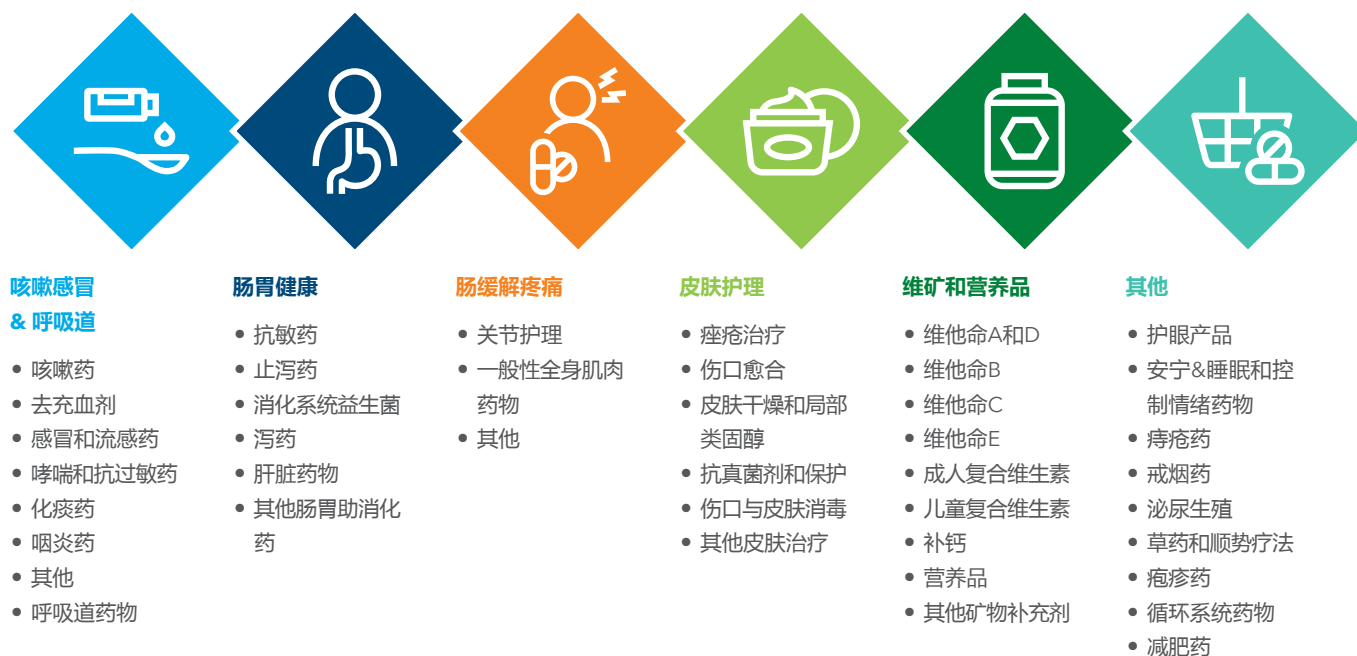 咳嗽感冒
& 呼吸道
• 咳嗽药
• 去充血剂
• 感冒和流感药
• 哮喘和抗过敏药
• 化痰药
• 咽炎药
• 其他
• 呼吸道药物
肠胃健康
• 抗敏药
• 止泻药
• 消化系统益生菌
• 泻药
• 肝脏药物
• 其他肠胃助消化
药
肠缓解疼痛
• 关节护理
• 一般性全身肌肉
药物
• 其他
皮肤护理
• 痤疮治疗
• 伤口愈合
• 皮肤干燥和局部
类固醇
• 抗真菌剂和保护
• 伤口与皮肤消毒
• 其他皮肤治疗
维矿和营养品
• 维他命A和D
• 维他命B
• 维他命C
• 维他命E
• 成人复合维生素
• 儿童复合维生素
• 补钙
• 营养品
• 其他矿物补充剂
其他
• 护眼产品
• 安宁&睡眠和控
制情绪药物
• 痔疮药
• 戒烟药
• 泌尿生殖
• 草药和顺势疗法
• 疱疹药
• 循环系统药物
• 减肥药